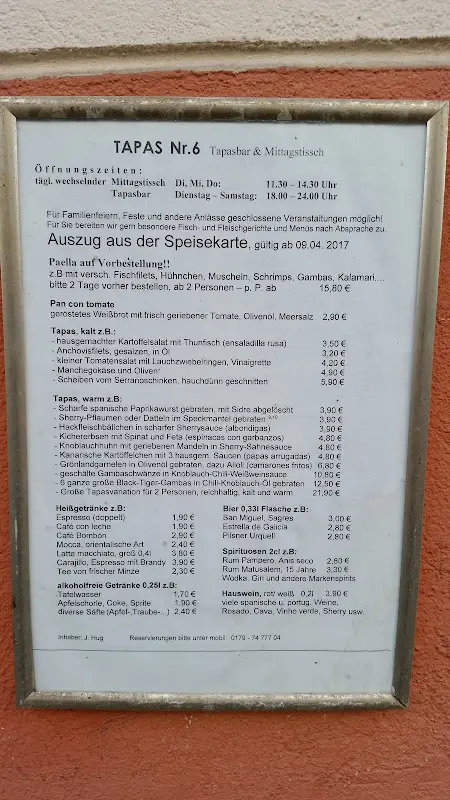 TAPAS Nr.6 Tapasbar & Mittagstissch
Öffnungszeiten:
tägl. wechselnder Mittagstisch Di, Mi, Do: 11.30 – 14.30 Uhr
Tapasbar Dienstag – Samstag: 18.00 – 24.00 Uhr
Für Familienfeiern, Feste und andere Anlässe geschlossene Veranstaltungen möglich!
Für Sie bereiten wir gern besondere Fisch- und Fleischgerichte und Menüs nach Absprache zu.
Auszug aus der Speisekarte, gültig ab 09.04. 2017
Paella auf Vorbestellung!!
z.B mit versch. Fischfilets, Hühnchen, Muscheln, Schrimps, Gambas, Kalamari....
bitte 2 Tage vorher bestellen, ab 2 Personen – p. P. ab 15,80 €
Pan con tomate
geröstetes Weißbrot mit frisch geriebener Tomate, Olivenöl, Meersalz 2,90 €
Tapas, kalt z.B.:
- hausgemachter Kartoffelsalat mit Thunfisch (ensaladilla rusa) 3,50 €
- Anchovisfilets, gesalzen, in Öl 3,20 €
- kleiner Tomatensalat mit Lauchzwiebelringen, Vinaigrette 4,20 €
- Manchegokäse und Oliven 4,90 €
- Scheiben vom Serranoschinken, hauchdünn geschnitten 5,90 €
Tapas, warm z.B:
- Scharfe spanische Paprikawurst gebraten, mit Sidre abgelöscht 3,90 €
- Sherry-Pflaumen oder Datteln im Speckmantel gebraten 3,90 €
- Hackfleischbällchen in scharfer Sherrysauce (albondigas) 3,90 €
- Kichererbsen mit Spinat und Feta (espinacas con garbanzos) 4,80 €
- Knoblauchhuhn mit geriebenen Mandeln in Sherry-Sahnesauce 4,80 €
- Kanarische Kartoffelchen mit 3 hausgem. Saucen (papas arrugadas) 4,80 €
- Grönlandgarnelen in Olivenöl gebraten, dazu Alioli (camarones fritos) 6,80 €
- geschälte Gambaschwänze in Knoblauch-Chili-Weißweinsauce 10,80 €
- 6 ganze große Black-Tiger-Gambas in Chili-Knoblauch-Öl gebraten 12,50 €
- Große Tapasvariation für 2 Personen, reichhaltig, kalt und warm 21,90 €
Heißgetränke z.B:
Espresso (doppelt) 1,90 €
Café con leche 1,90 €
Café Bombón 2,90 €
Mocca, orientalische Art 2,40 €
Latte macchiato, groß 0,4l 3,80 €
Carajillo, Espresso mit Brandy 3,90 €
Tee von frischer Minze 2,30 €
alkoholfreie Getränke 0,25l z.B:
Tafelwasser 1,70 €
Apfelschorle, Coke, Sprite 1,90 €
diverse Säfte (Apfel-,Traube-...) 2,40 €
Bier 0,33l Flasche z.B:
San Miguel, Sagres 3,00 €
Estrella de Galicia 2,80 €
Pilsner Urquell 2,80 €
Spirituosen 2cl z.B:
Rum Pampero, Anis seco 2,80 €
Rum Matusalem, 15 Jahre 3,30 €
Wodka, Gin und andere Markenspirits
Hauswein, rot/ weiß 0,2l 3,90 €
viele spanische u. portug. Weine,
Rosado, Cava, Vinho verde, Sherry usw.
Inhaber: J. Hug Reservierungen bitte unter mobil: 0179 - 74 777 04